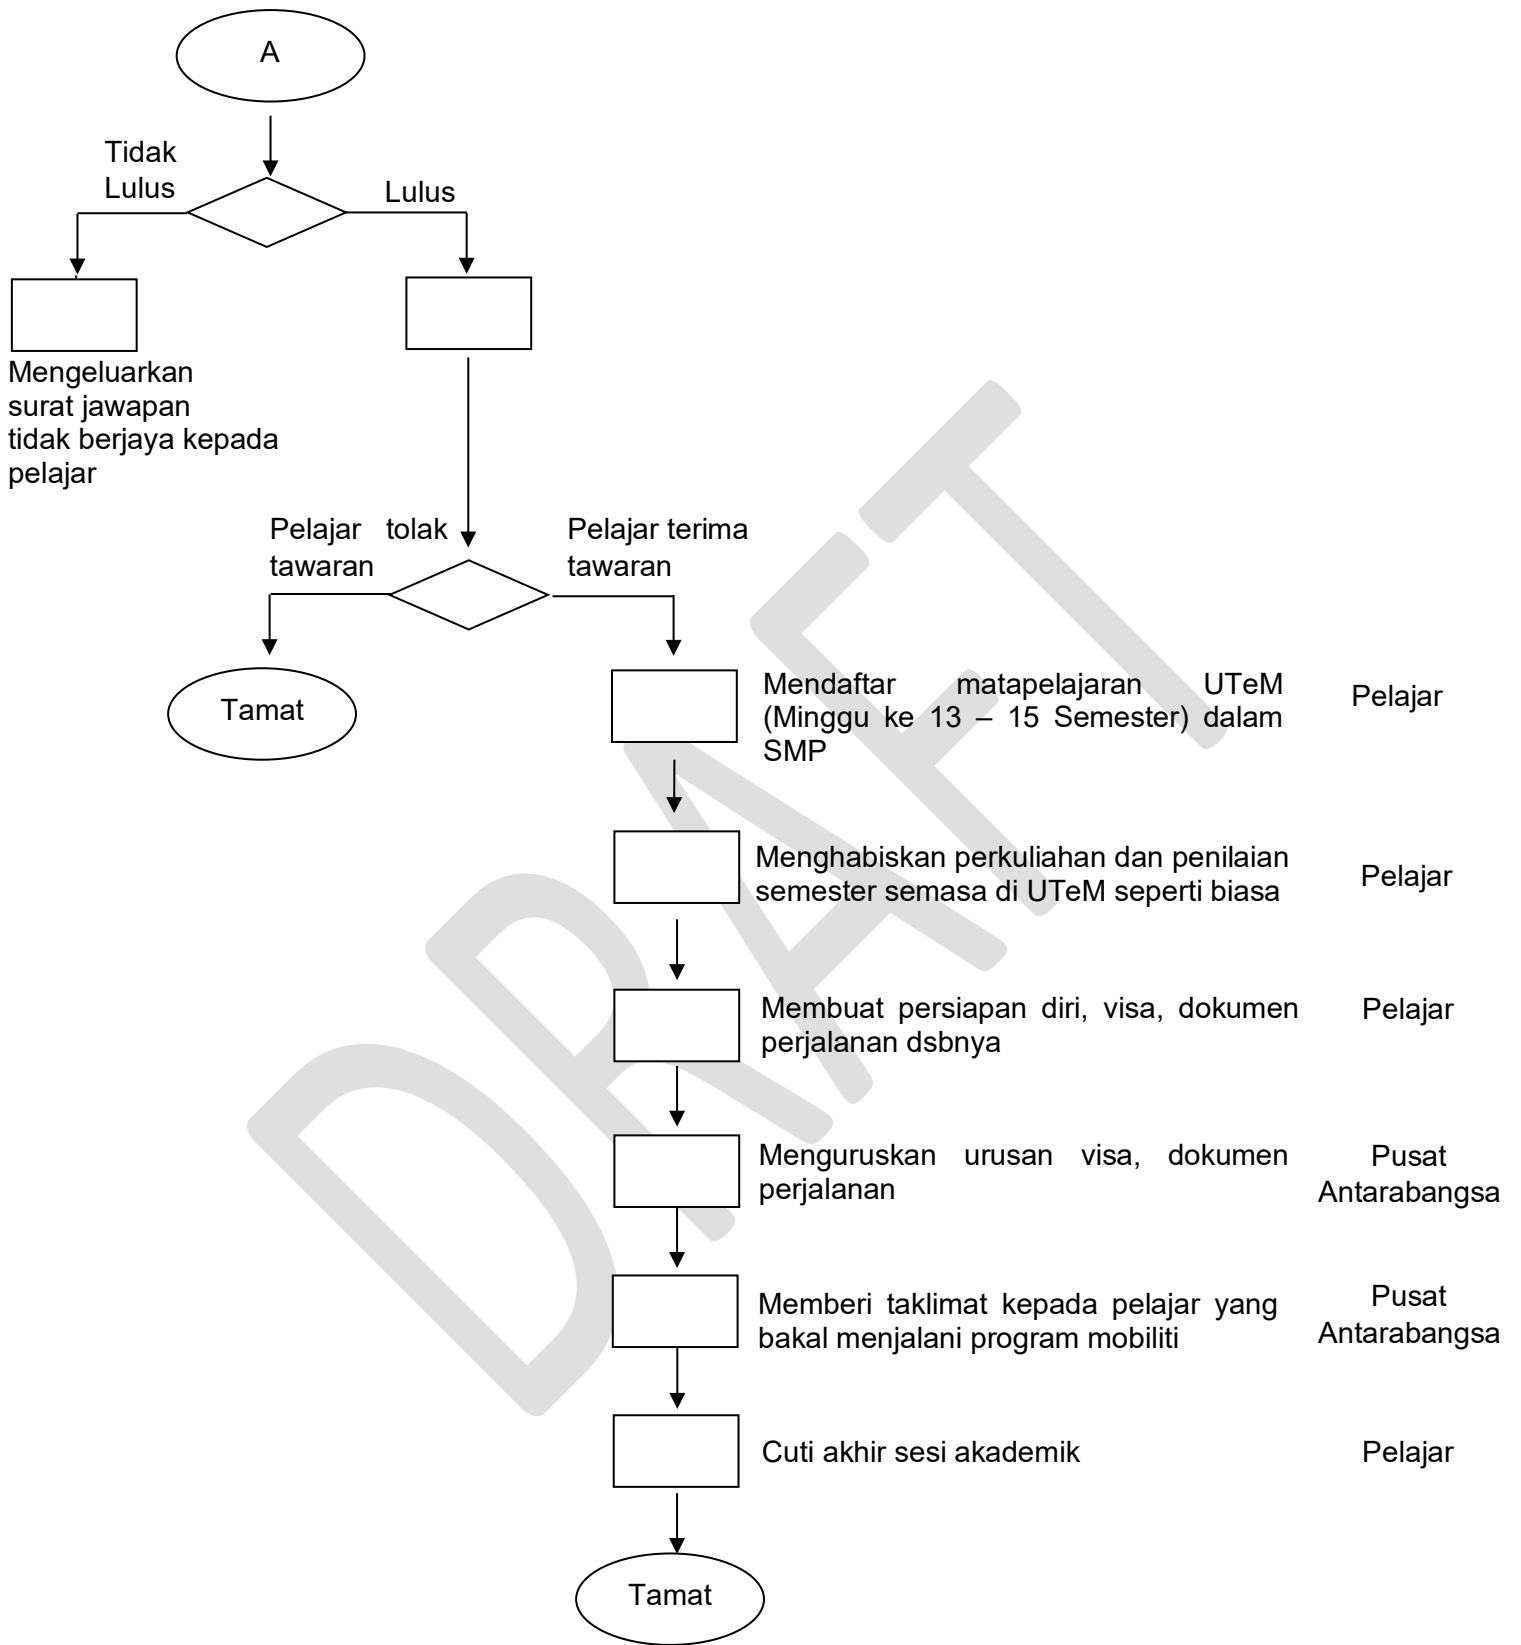 A
Tidak
Lulus
Lulus
Mengeluarkan
surat jawapan
tidak berjaya kepada
pelajar
Pelajar tolak
tawaran
Pelajar terima
tawaran
Tamat
Mendaftar matapelajaran UTeM
(Minggu ke 13 – 15 Semester) dalam
SMP
Pelajar
Menghabiskan perkuliahan dan penilaian
semester semasa di UTeM seperti biasa
Pelajar
Membuat persiapan diri, visa, dokumen
perjalanan dsbnya
Pelajar
Menguruskan urusan visa, dokumen
perjalanan
Pusat
Antarabangsa
Memberi taklimat kepada pelajar yang
bakal menjalani program mobiliti
Pusat
Antarabangsa
Cuti akhir sesi akademik
Pelajar
Tamat
DRAFT